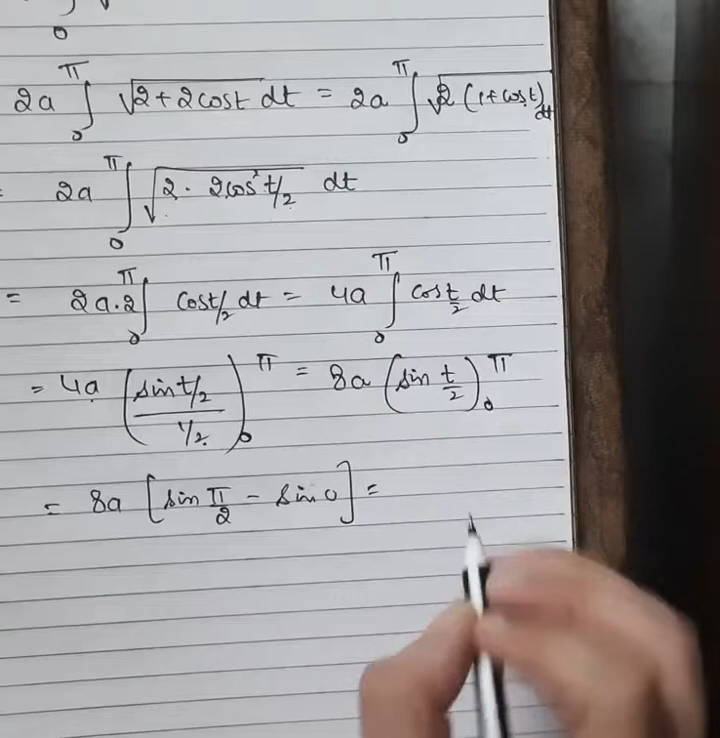 0
2a ∫₀^π √(2+2cost) dt = 2a ∫₀^π √(2(1+cost)) dt
2a ∫₀^π √(2·2cos²t/2) dt
= 2a·2 ∫₀^π cost/2 dt = 4a ∫₀^π cos t/2 dt
= 4a (sin t/2 / 1/2)₀^π = 8a (sin t/2)₀^π
= 8a [sin π/2 - sin 0] =